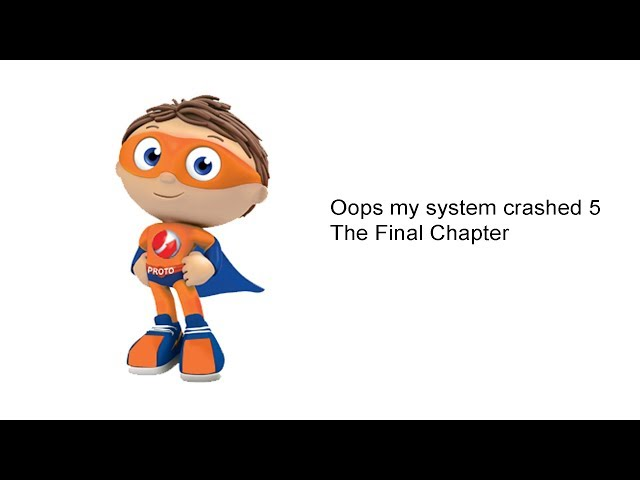 PROTO
Oops my system crashed 5
The Final Chapter